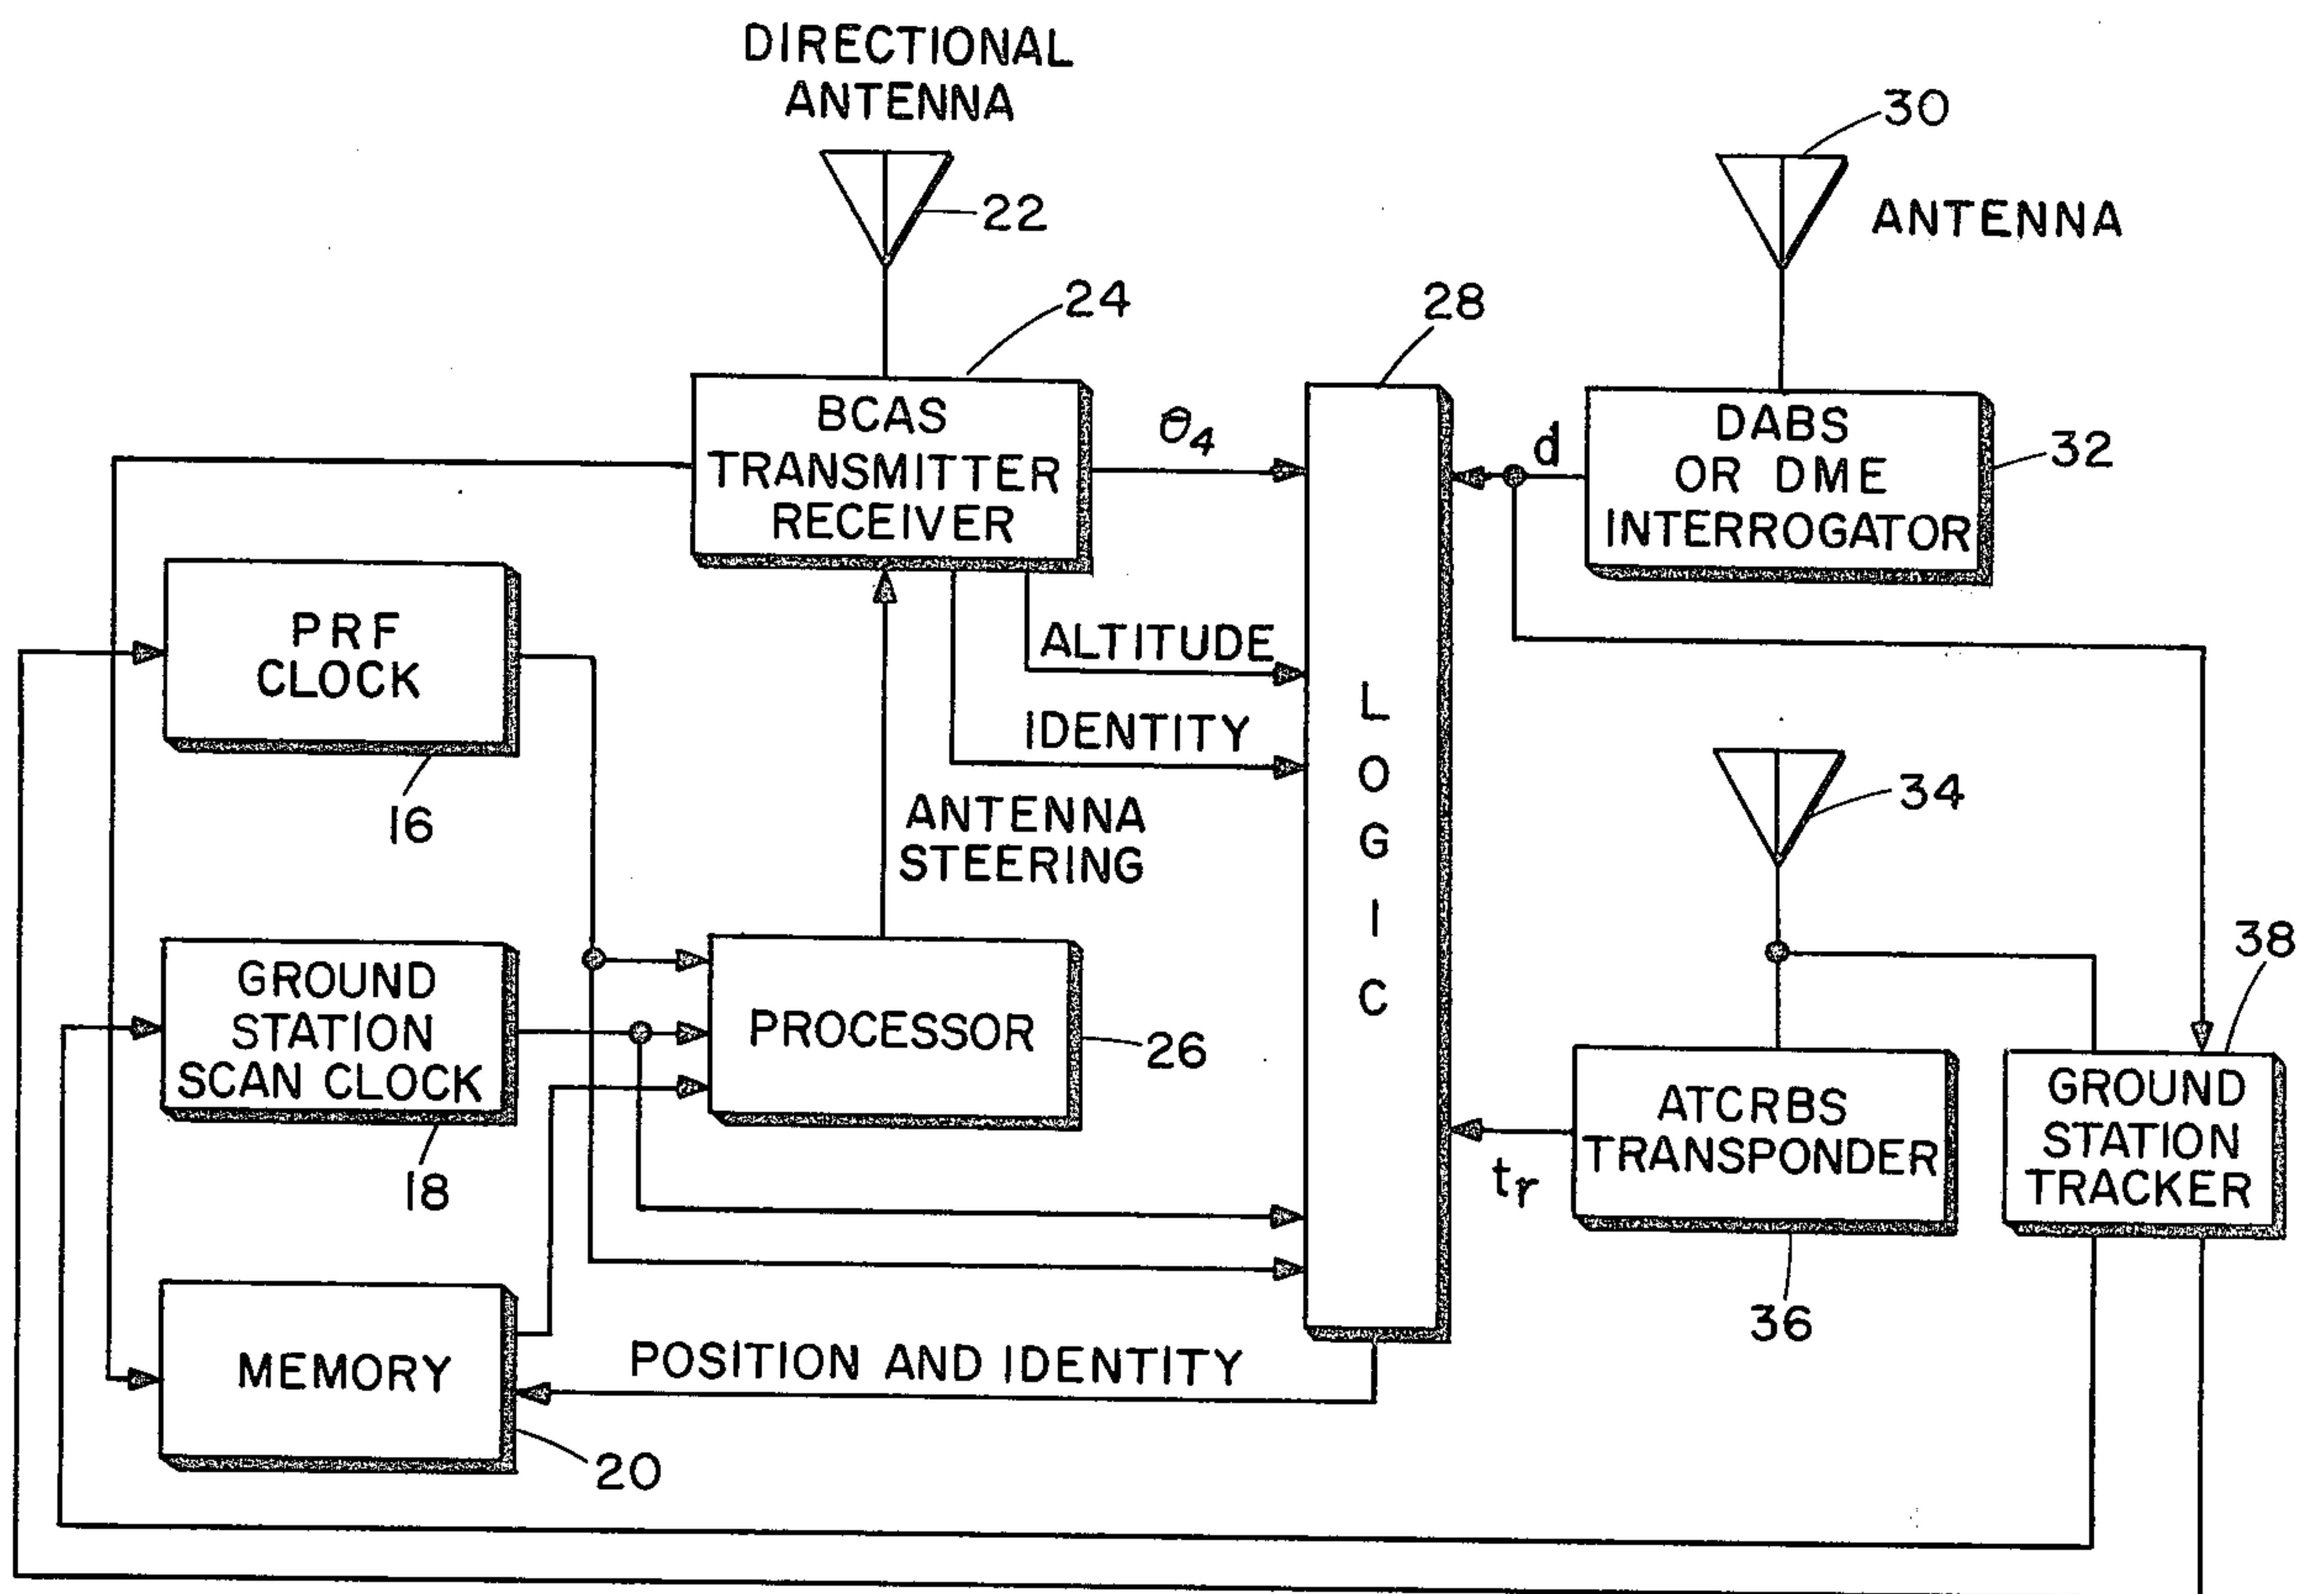 DIRECTIONAL
ANTENNA
22
30
ANTENNA
24
28
BCAS
TRANSMITTER
RECEIVER
θ4
d
DABS
OR DME
INTERROGATOR
32
PRF
CLOCK
16
ALTITUDE
IDENTITY
ANTENNA
STEERING
LOGIC
34
GROUND
STATION
SCAN CLOCK
18
PROCESSOR
26
ATCRBS
TRANSPONDER
tr
36
38
GROUND
STATION
TRACKER
MEMORY
20
POSITION AND IDENTITY